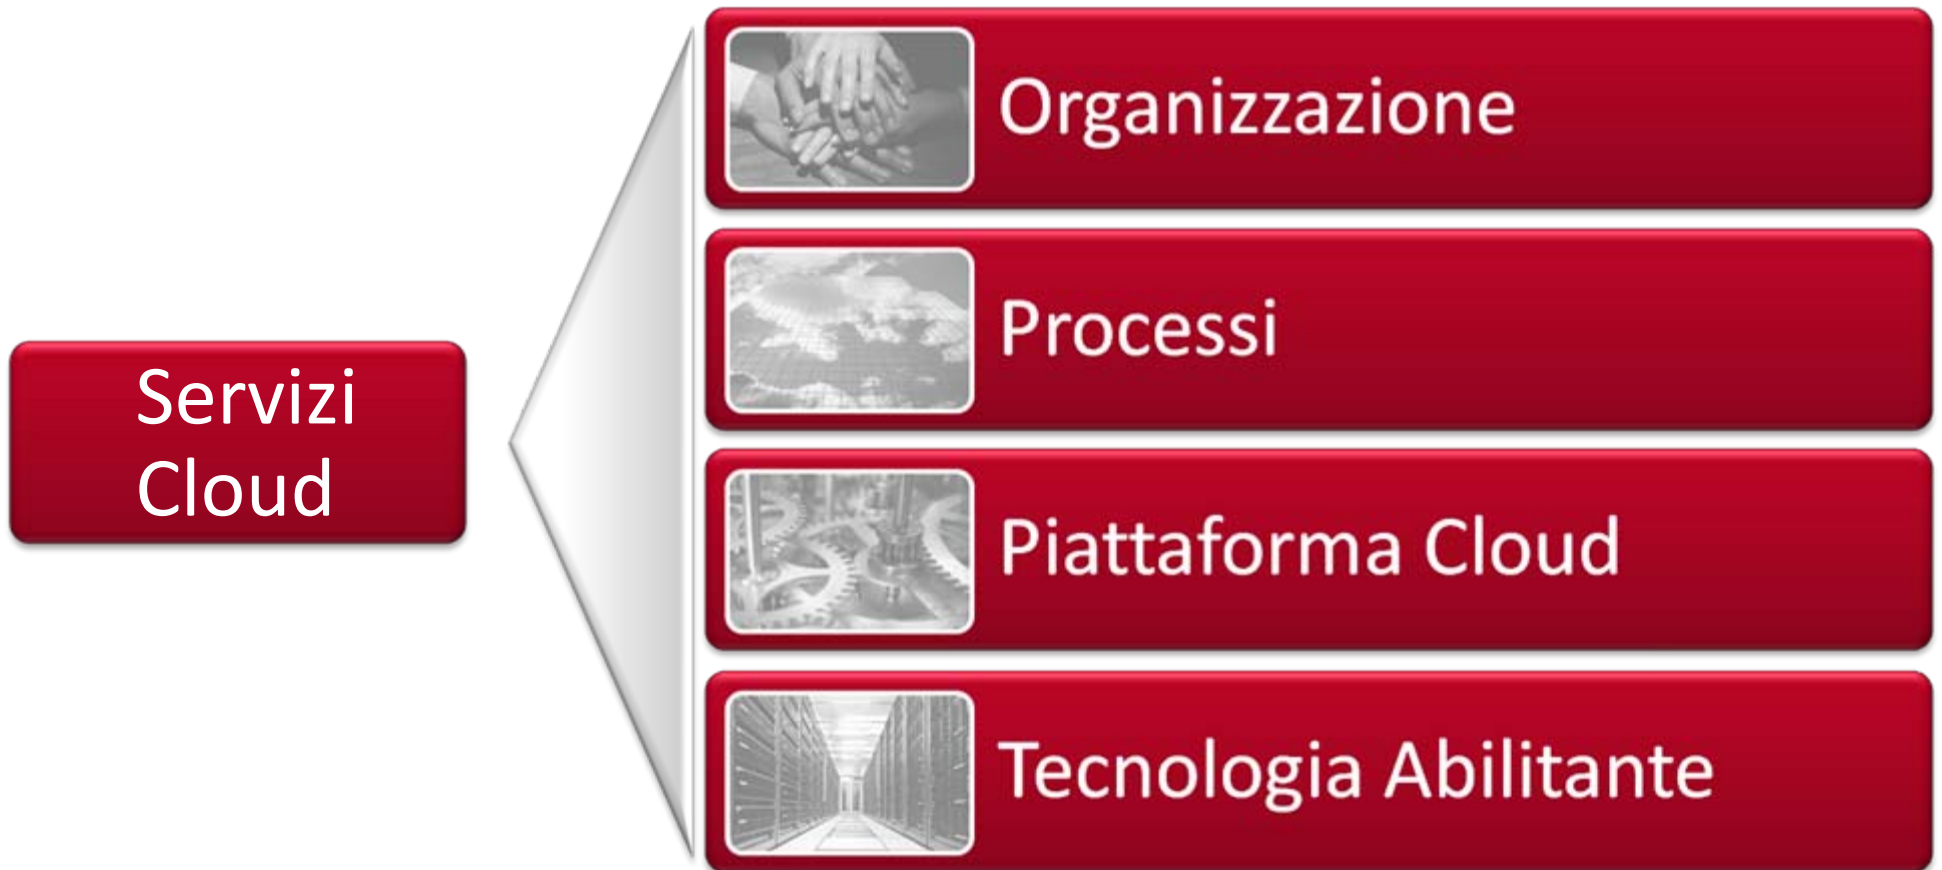 Servizi
Cloud
Organizzazione
Processi
Piattaforma Cloud
Tecnologia Abilitante